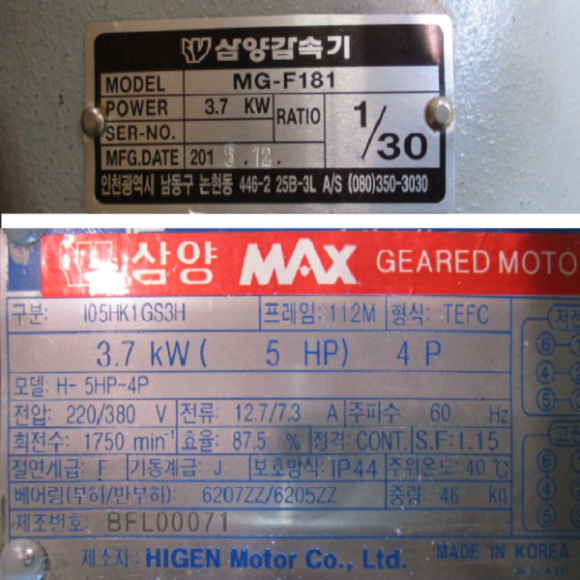 삼양감속기
MODEL MG-F181
POWER 3.7 KW RATIO 1/30
SER-NO.
MFG.DATE 201 .12.
인천광역시 남동구 논현동 446-2 25B-3L A/S (080)350-3030
삼양 MAX GEARED MOTO
구분: I05HK1GS3H 프레임: 112M 형식: TEFC
3.7 kW ( 5 HP) 4 P
모델: H- 5HP-4P
전압: 220/380 V 전류: 12.7/7.3 A 주파수: 60 Hz
회전수: 1750 min⁻¹ 효율: 87.5 % 정격: CONT. S.F: 1.15
절연계급: F 기동계급: J 보호방식: IP44 주위온도: 40 ℃
베어링(부하/반부하): 6207ZZ/6205ZZ 중량: 46 kg
제조번호: BFL00071
제조자: HIGEN Motor Co., Ltd. MADE IN KOREA